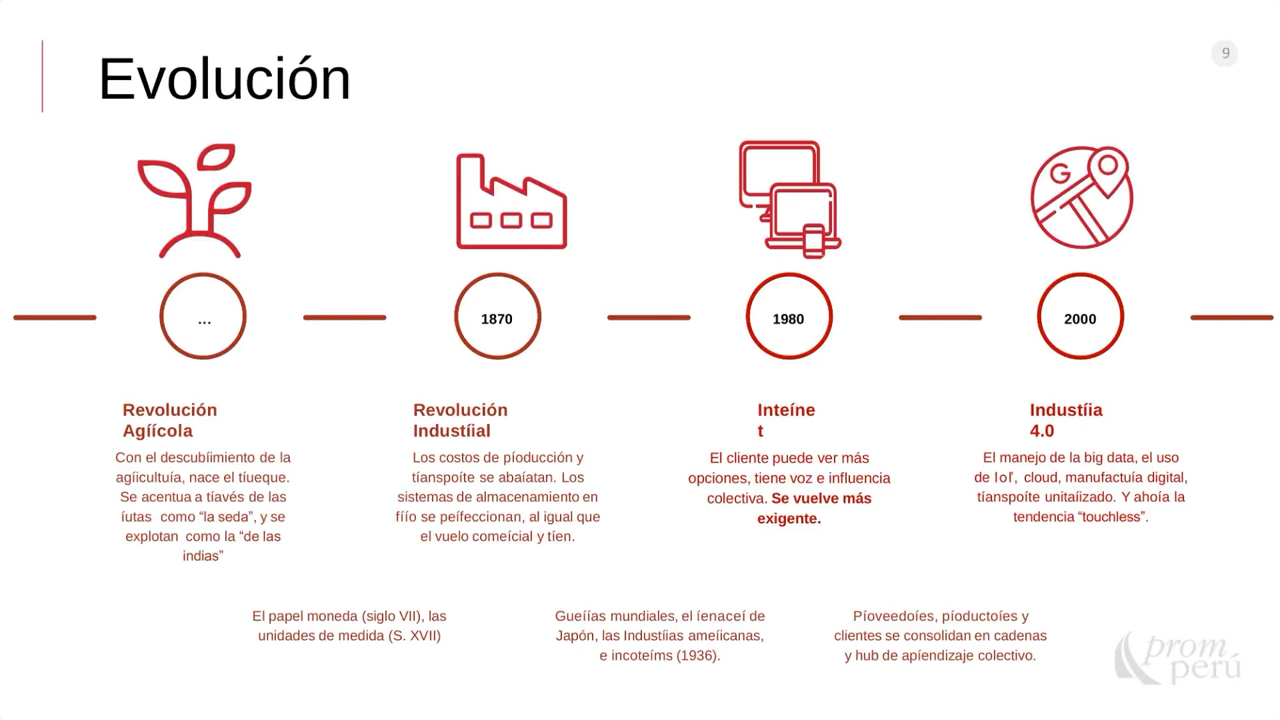 Evolución
9
G
...
1870
1980
2000
Revolución
Agíícola
Con el descubíimiento de la
agíicultuía, nace el tíueque.
Se acentua a tíavés de las
íutas como “la seda”, y se
explotan como la “de las
indias”
Revolución
Industíial
Los costos de píoducción y
tíanspoíte se abaíatan. Los
sistemas de almacenamiento en
fíío se peífeccionan, al igual que
el vuelo comeícial y tíen.
Inteíne
t
El cliente puede ver más
opciones, tiene voz e influencia
colectiva. Se vuelve más
exigente.
Industíia
4.0
El manejo de la big data, el uso
de Ioľ, cloud, manufactuía digital,
tíanspoíte unitaíizado. Y ahoía la
tendencia “touchless”.
El papel moneda (siglo VII), las
unidades de medida (S. XVII)
Gueíías mundiales, el íenaceí de
Japón, las Industíias ameíicanas,
e incoteíms (1936).
Píoveedoíes, píoductoíes y
clientes se consolidan en cadenas
y hub de apíendizaje colectivo.
prom
perú